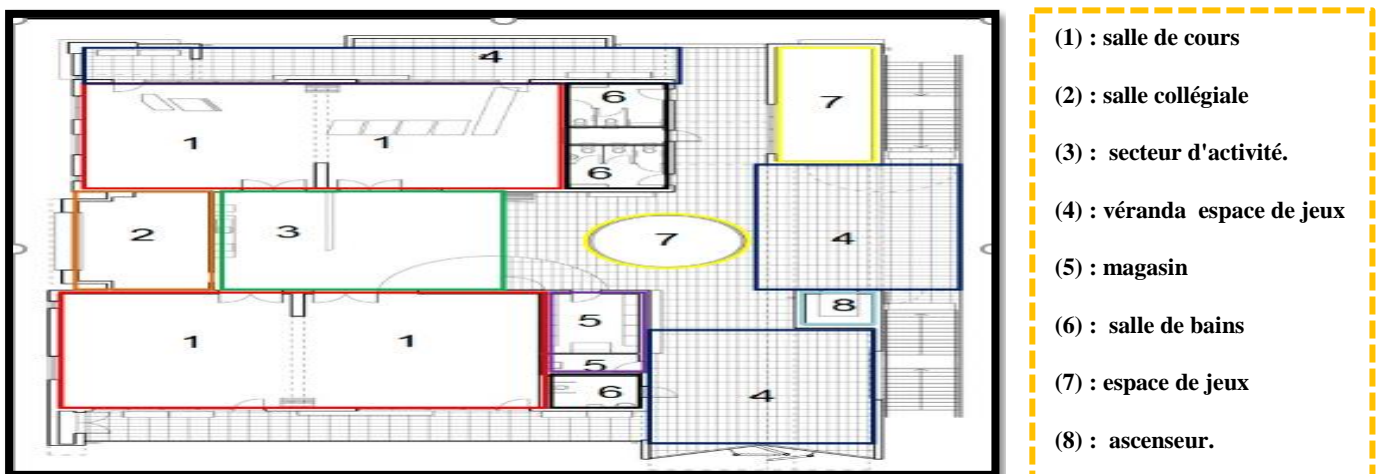 4
7
6
1
1
6
2
3
7
4
8
5
1
1
5
6
4
(1) : salle de cours
(2) : salle collégiale
(3) : secteur d'activité.
(4) : véranda espace de jeux
(5) : magasin
(6) : salle de bains
(7) : espace de jeux
(8) : ascenseur.